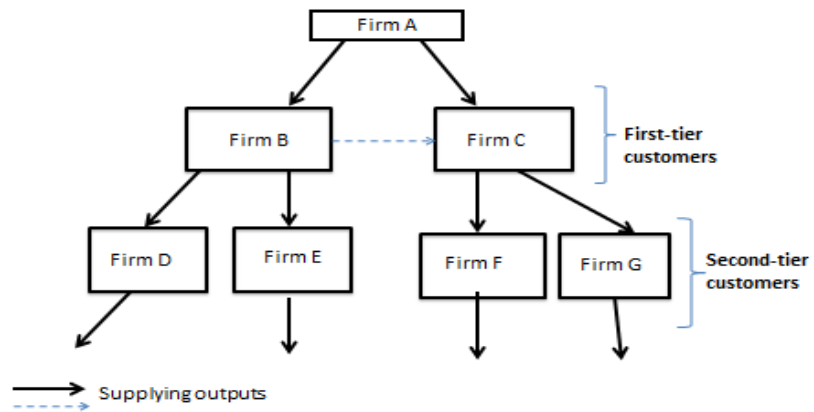 Firm A
Firm B
Firm C
First-tier
customers
Firm D
Firm E
Firm F
Firm G
Second-tier
customers
Supplying outputs